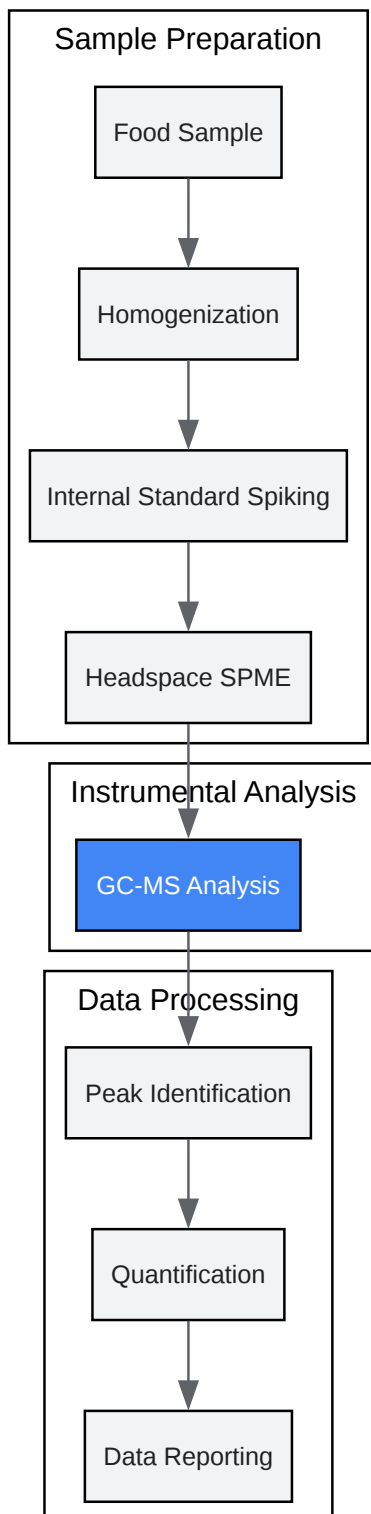 Sample Preparation
Food Sample
Homogenization
Internal Standard Spiking
Headspace SPME
Instrumental Analysis
GC-MS Analysis
Data Processing
Peak Identification
Quantification
Data Reporting